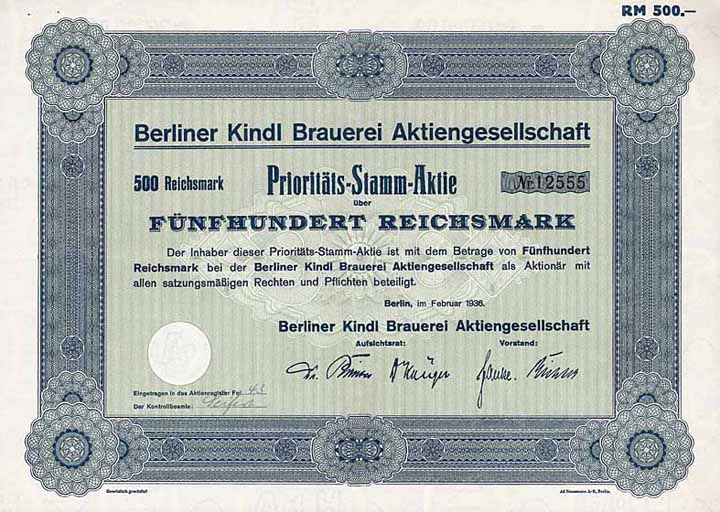 RM 500.—
Berliner Kindl Brauerei Aktiengesellschaft
500 Reichsmark Prioritäts-Stamm-Aktie Nr. 12555
über
FÜNFHUNDERT REICHSMARK
Der Inhaber dieser Prioritäts-Stamm-Aktie ist mit dem Betrage von Fünfhundert
Reichsmark bei der Berliner Kindl Brauerei Aktiengesellschaft als Aktionär mit
allen satzungsmäßigen Rechten und Pflichten beteiligt.
Berlin, im Februar 1936.
Berliner Kindl Brauerei Aktiengesellschaft
Aufsichtsrat: Vorstand:
Eingetragen in das Aktienregister Fol.
Der Kontrollbeamte:
Gesetzlich geschützt